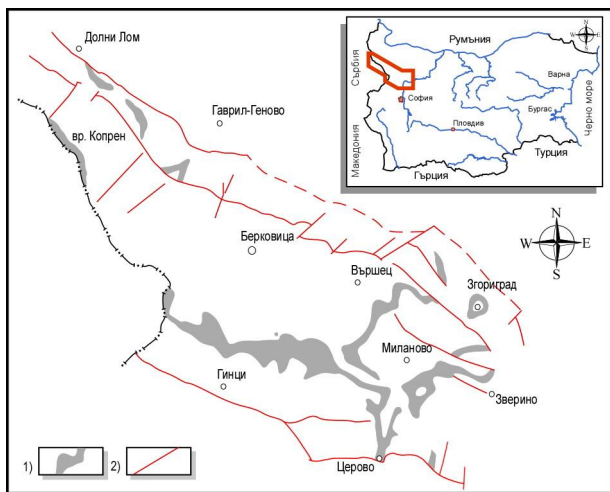 Долни Лом
Гаврил-Геново
вр. Копрен
Берковица
Вършец
Згориград
Миланово
Гинци
Зверино
Церово
1)
2)
N
W
E
S
Румъния
N
W
E
S
Сърбия
Варна
София
Черно море
Бургас
Пловдив
Македония
Турция
Гърция